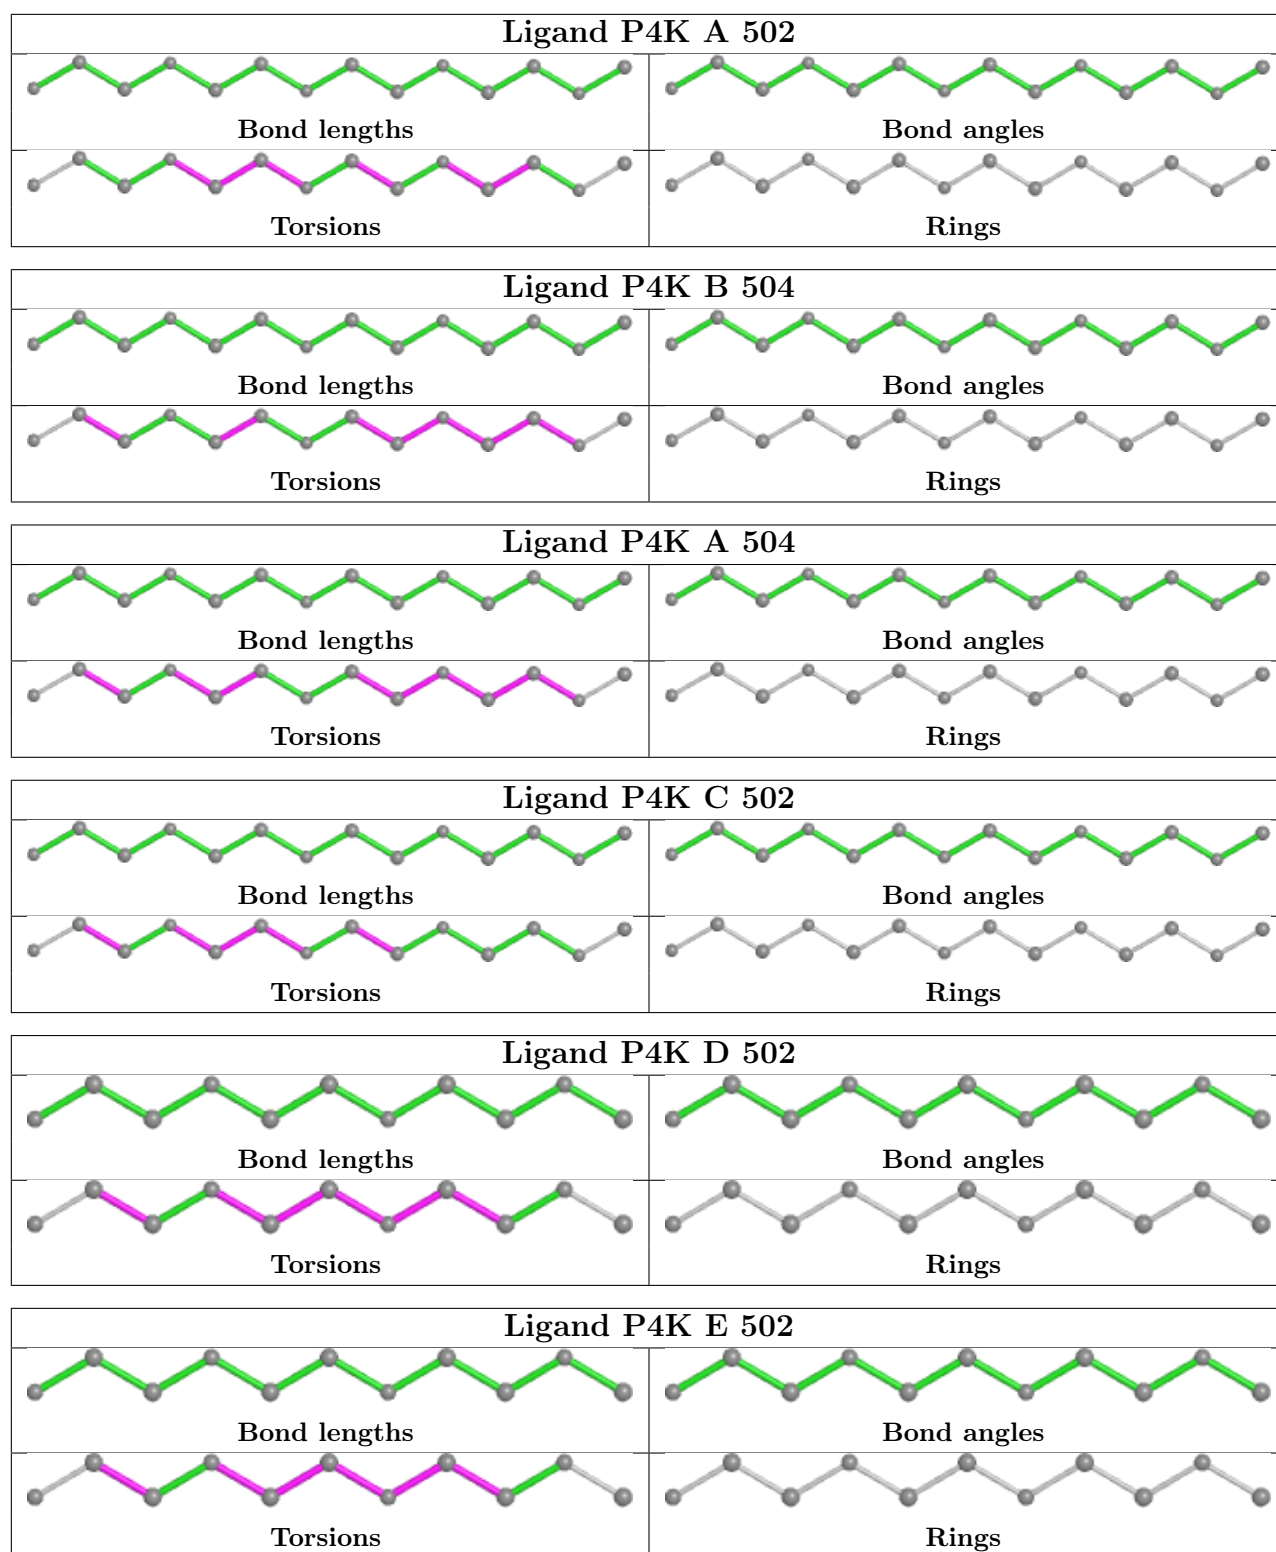 Ligand P4K A 502
Bond lengths
Bond angles
Torsions
Rings
Ligand P4K B 504
Bond lengths
Bond angles
Torsions
Rings
Ligand P4K A 504
Bond lengths
Bond angles
Torsions
Rings
Ligand P4K C 502
Bond lengths
Bond angles
Torsions
Rings
Ligand P4K D 502
Bond lengths
Bond angles
Torsions
Rings
Ligand P4K E 502
Bond lengths
Bond angles
Torsions
Rings